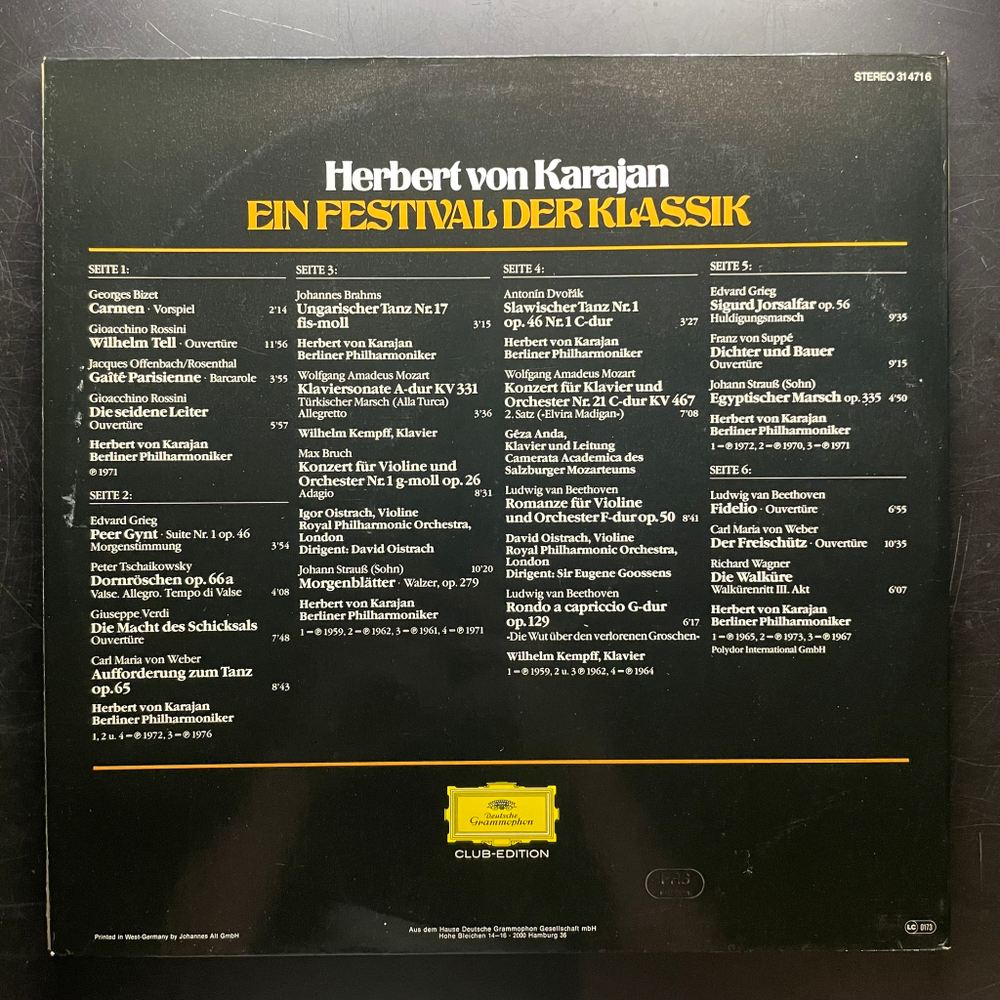 STEREO 31 471 6
Herbert von Karajan
EIN FESTIVAL DER KLASSIK
SEITE 1:
Georges Bizet
Carmen · Vorspiel 2'14
Gioacchino Rossini
Wilhelm Tell · Ouvertüre 11'56
Jacques Offenbach/Rosenthal
Gaîté Parisienne · Barcarole 3'55
Gioacchino Rossini
Die seidene Leiter
Ouvertüre 5'57
Herbert von Karajan
Berliner Philharmoniker
℗ 1971
SEITE 2:
Edvard Grieg
Peer Gynt · Suite Nr. 1 op. 46
Morgenstimmung 3'54
Peter Tschaikowsky
Dornröschen op. 66a
Valse. Allegro. Tempo di Valse 4'08
Giuseppe Verdi
Die Macht des Schicksals
Ouvertüre 7'48
Carl Maria von Weber
Aufforderung zum Tanz
op. 65 8'43
Herbert von Karajan
Berliner Philharmoniker
1, 2 u. 4 = ℗ 1972, 3 = ℗ 1976
SEITE 3:
Johannes Brahms
Ungarischer Tanz Nr. 17
fis-moll 3'15
Herbert von Karajan
Berliner Philharmoniker
Wolfgang Amadeus Mozart
Klaviersonate A-dur KV 331
Türkischer Marsch (Alla Turca)
Allegretto 3'36
Wilhelm Kempff, Klavier
Max Bruch
Konzert für Violine und
Orchester Nr. 1 g-moll op. 26
Adagio 8'31
Igor Oistrach, Violine
Royal Philharmonic Orchestra,
London
Dirigent: David Oistrach
Johann Strauß (Sohn) 10'20
Morgenblätter · Walzer, op. 279
Herbert von Karajan
Berliner Philharmoniker
1 = ℗ 1959, 2 = ℗ 1962, 3 = ℗ 1961, 4 = ℗ 1971
SEITE 4:
Antonín Dvořák
Slawischer Tanz Nr. 1
op. 46 Nr. 1 C-dur 3'27
Herbert von Karajan
Berliner Philharmoniker
Wolfgang Amadeus Mozart
Konzert für Klavier und
Orchester Nr. 21 C-dur KV 467
2. Satz (»Elvira Madigan«) 7'08
Géza Anda,
Klavier und Leitung
Camerata Academica des
Salzburger Mozarteums
Ludwig van Beethoven
Romanze für Violine
und Orchester F-dur op. 50 8'41
David Oistrach, Violine
Royal Philharmonic Orchestra,
London
Dirigent: Sir Eugene Goossens
Ludwig van Beethoven
Rondo a capriccio G-dur
op. 129 6'17
»Die Wut über den verlorenen Groschen«
Wilhelm Kempff, Klavier
1 = ℗ 1959, 2 u. 3 ℗ 1962, 4 = ℗ 1964
SEITE 5:
Edvard Grieg
Sigurd Jorsalfar op. 56
Huldigungsmarsch 9'35
Franz von Suppé
Dichter und Bauer
Ouvertüre 9'15
Johann Strauß (Sohn)
Egyptischer Marsch op. 335 4'50
Herbert von Karajan
Berliner Philharmoniker
1 = ℗ 1972, 2 = ℗ 1970, 3 = ℗ 1971
SEITE 6:
Ludwig van Beethoven
Fidelio · Ouvertüre 6'55
Carl Maria von Weber
Der Freischütz · Ouvertüre 10'35
Richard Wagner
Die Walküre
Walkürenritt III. Akt 6'07
Herbert von Karajan
Berliner Philharmoniker
1 = ℗ 1965, 2 = ℗ 1973, 3 = ℗ 1967
Polydor International GmbH
Deutsche
Grammophon
CLUB-EDITION
PAS
Printed in West-Germany by Johannes Alt GmbH
Aus dem Hause Deutsche Grammophon Gesellschaft mbH
Hohe Bleichen 14–16 · 2000 Hamburg 36
LC 0173